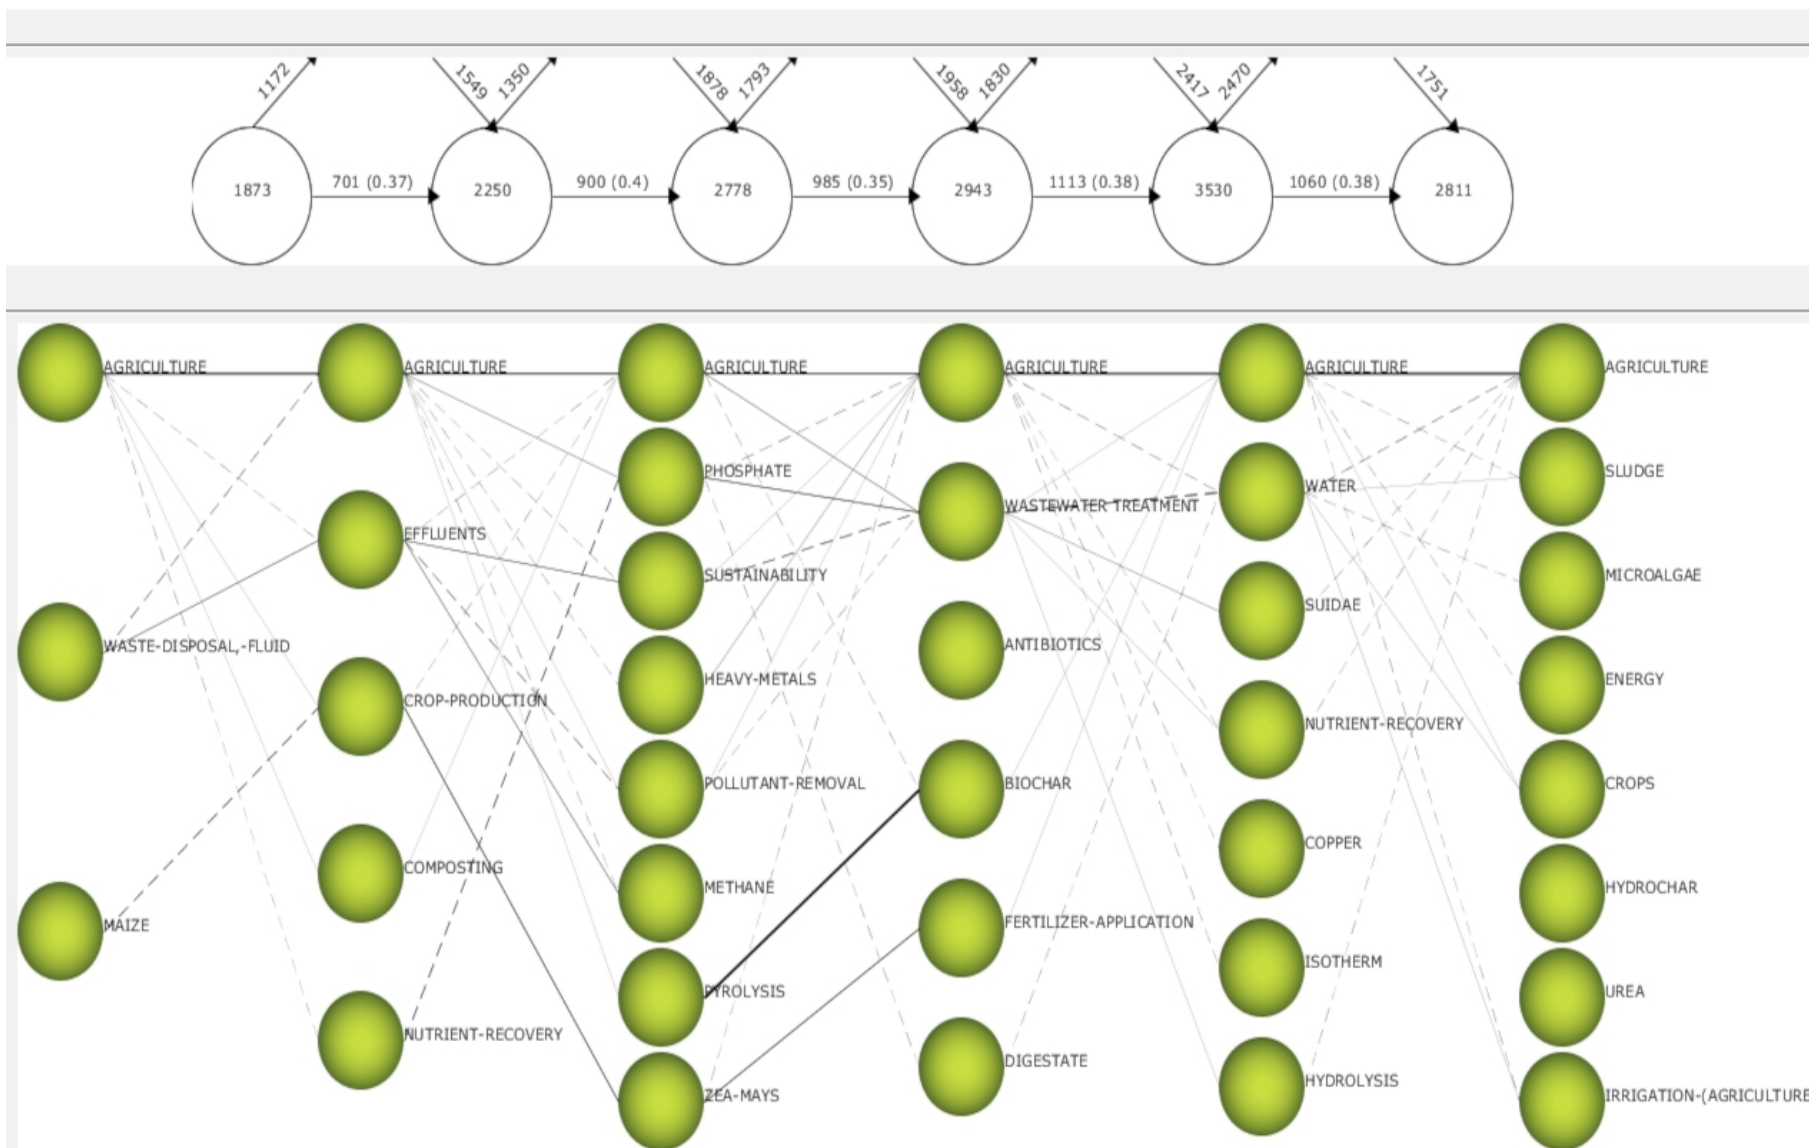 1172
1549
1350
1878
1793
1958
1830
2417
2470
1751
1873
701 (0.37)
2250
900 (0.4)
2778
985 (0.35)
2943
1113 (0.38)
3530
1060 (0.38)
2811
AGRICULTURE
WASTE-DISPOSAL,-FLUID
MAIZE
AGRICULTURE
EFFLUENTS
CROP-PRODUCTION
COMPOSTING
NUTRIENT-RECOVERY
AGRICULTURE
PHOSPHATE
SUSTAINABILITY
HEAVY-METALS
POLLUTANT-REMOVAL
METHANE
PYROLYSIS
ZEA-MAYS
AGRICULTURE
WASTEWATER TREATMENT
ANTIBIOTICS
BIOCHAR
FERTILIZER-APPLICATION
DIGESTATE
AGRICULTURE
WATER
SUIDAE
NUTRIENT-RECOVERY
COPPER
ISOTHERM
HYDROLYSIS
AGRICULTURE
SLUDGE
MICROALGAE
ENERGY
CROPS
HYDROCHAR
UREA
IRRIGATION-(AGRICULTURE